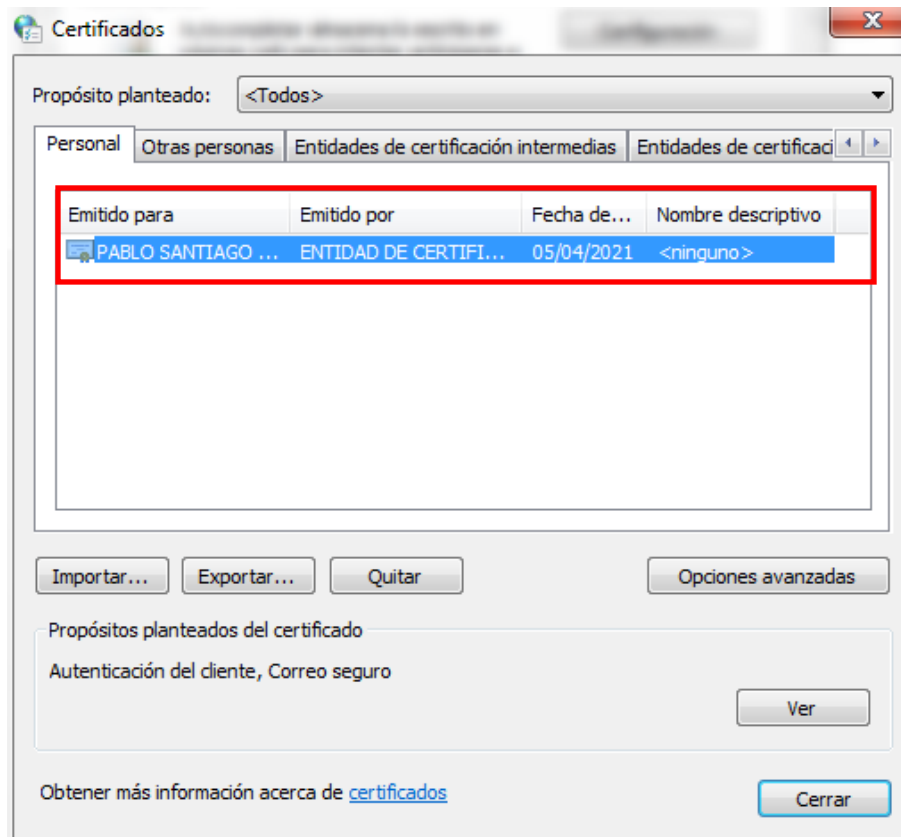 Certificados
Propósito planteado: <Todos>
Personal Otras personas Entidades de certificación intermedias Entidades de certificaci
Emitido para Emitido por Fecha de... Nombre descriptivo
PABLO SANTIAGO ... ENTIDAD DE CERTIFI... 05/04/2021 <ninguno>
Importar... Exportar... Quitar Opciones avanzadas
Propósitos planteados del certificado
Autenticación del cliente, Correo seguro
Ver
Obtener más información acerca de certificados
Cerrar